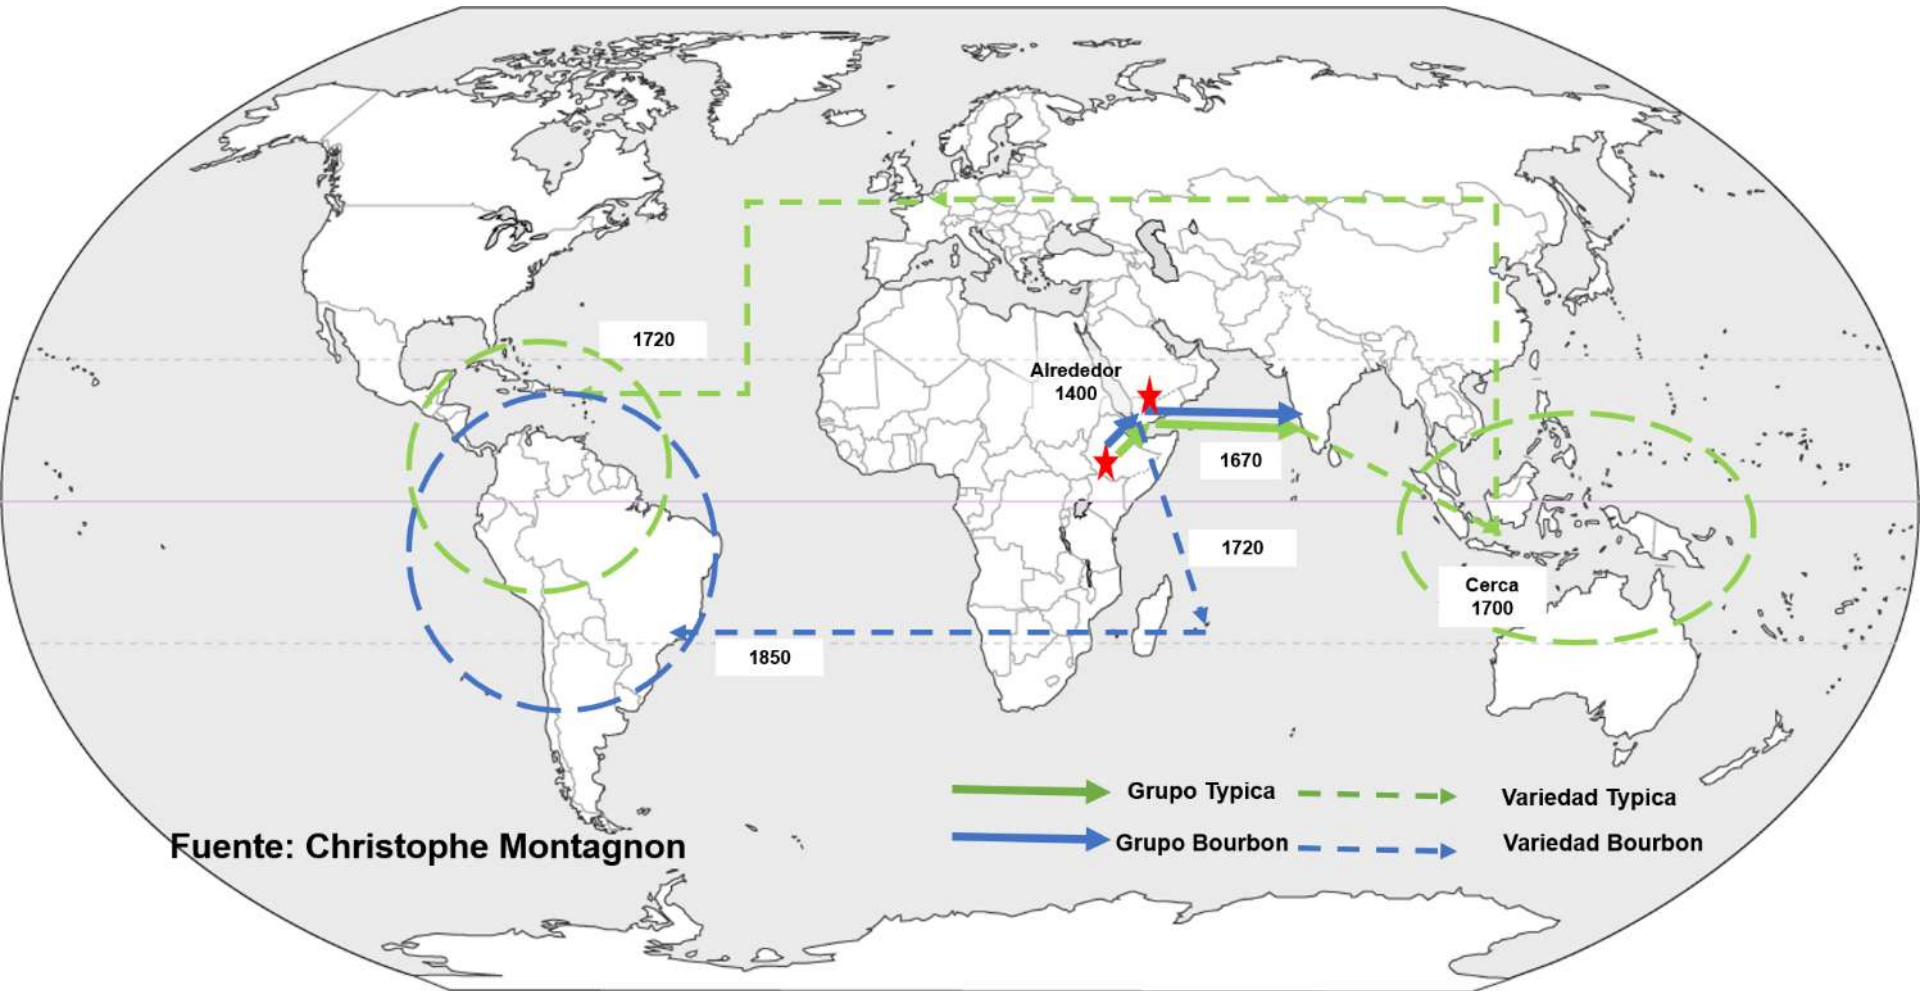 1720
Alrededor
1400
1670
1720
Cerca
1700
1850
Grupo Typica
Variedad Typica
Grupo Bourbon
Variedad Bourbon
Fuente: Christophe Montagnon